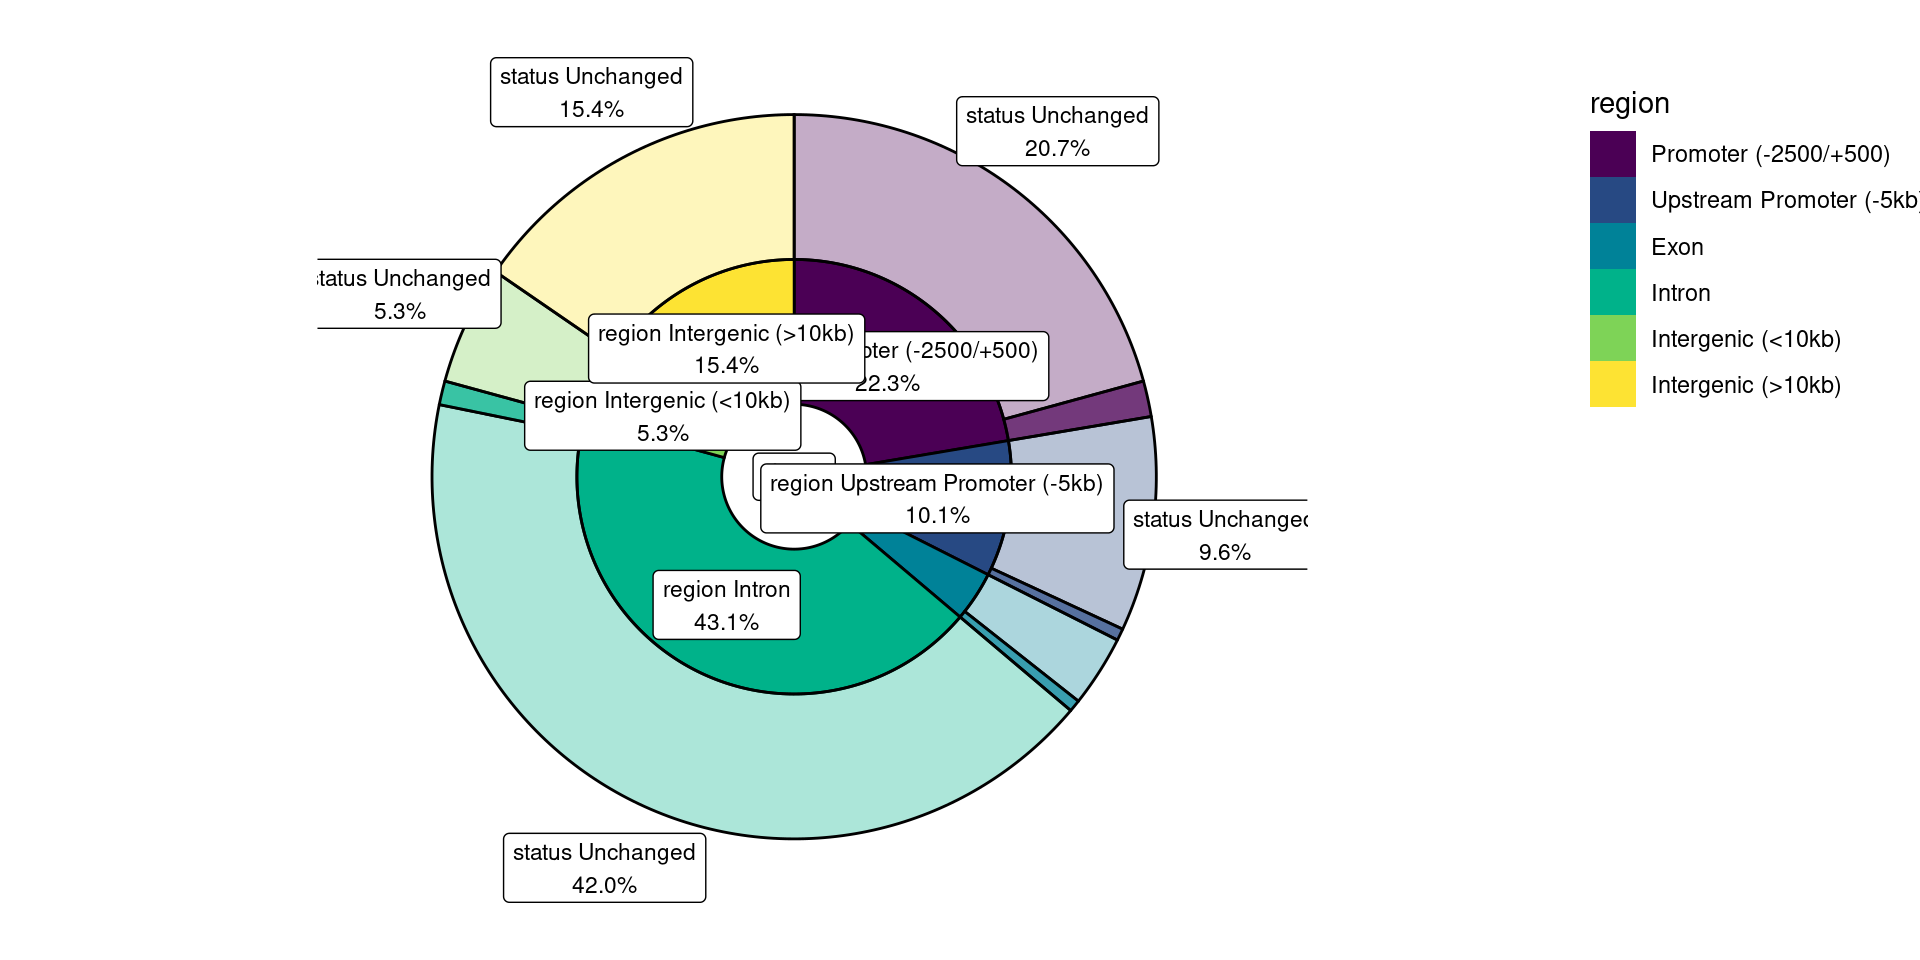 status Unchanged
15.4%
status Unchanged
20.7%
status Unchanged
5.3%
region Intergenic (>10kb)
15.4%
(-2500/+500)
22.3%
region Intergenic (<10kb)
5.3%
region Upstream Promoter (-5kb)
10.1%
status Unchanged
9.6%
region Intron
43.1%
status Unchanged
42.0%
region
Promoter (-2500/+500)
Upstream Promoter (-5kb)
Exon
Intron
Intergenic (<10kb)
Intergenic (>10kb)